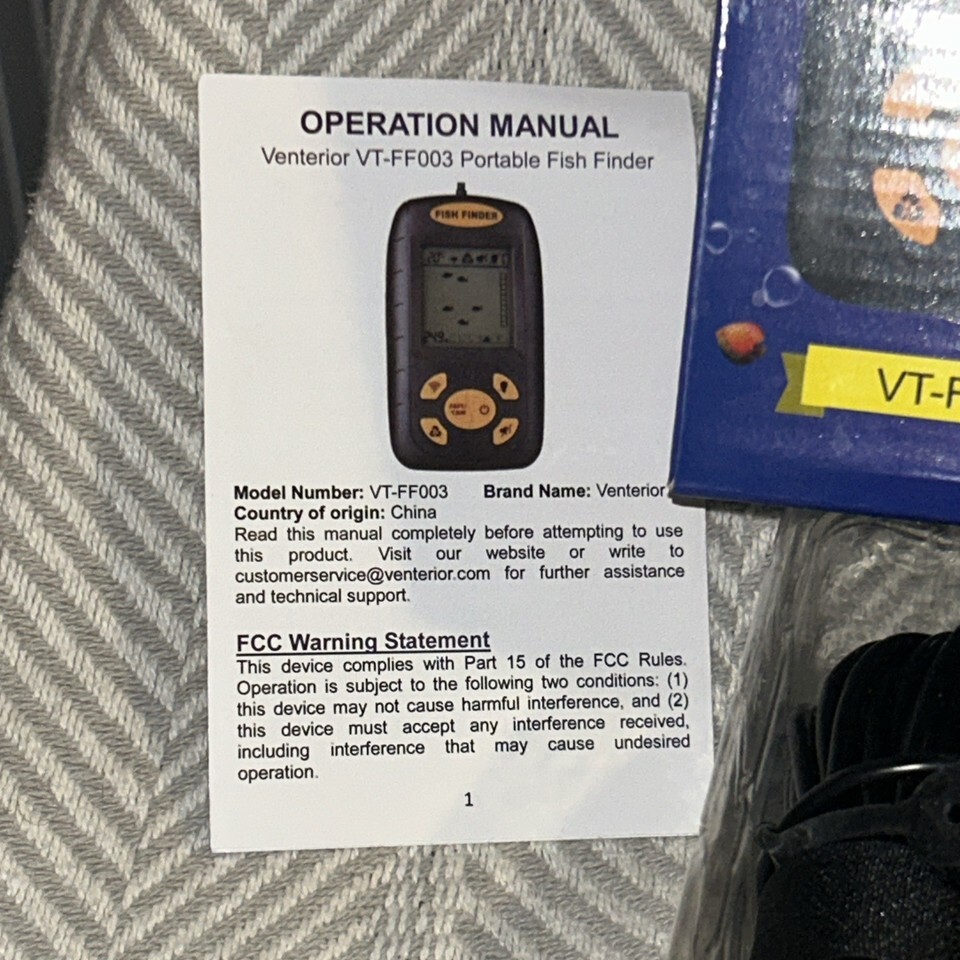 OPERATION MANUAL
Venterior VT-FF003 Portable Fish Finder
FISH FINDER
Model Number: VT-FF003 Brand Name: Venterior
Country of origin: China
Read this manual completely before attempting to use
this product. Visit our website or write to
customerservice@venterior.com for further assistance
and technical support.
FCC Warning Statement
This device complies with Part 15 of the FCC Rules.
Operation is subject to the following two conditions: (1)
this device may not cause harmful interference, and (2)
this device must accept any interference received,
including interference that may cause undesired
operation.
1
VT-F